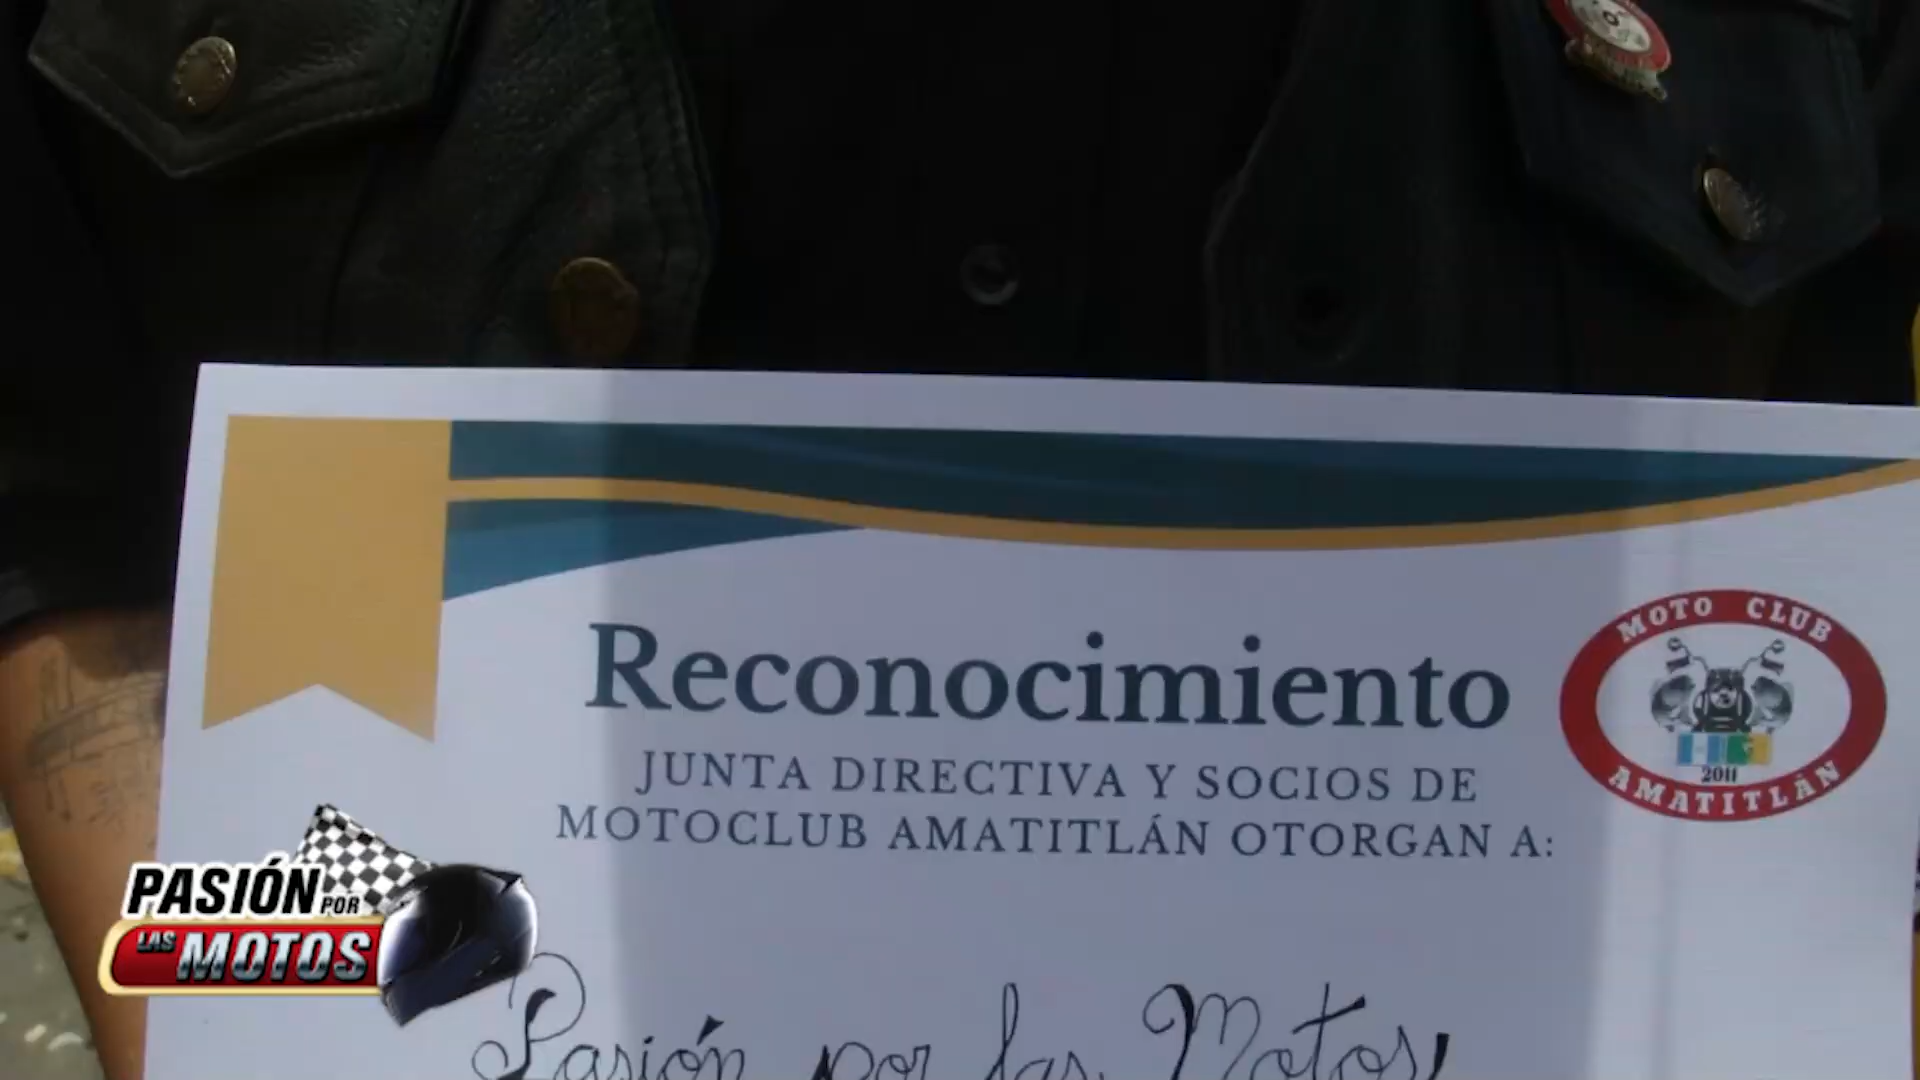 Reconocimiento
JUNTA DIRECTIVA Y SOCIOS DE
MOTOCLUB AMATITLÁN OTORGAN A:
MOTO CLUB
2011
AMATITLÁN
Pasión por las Motos
PASIÓN
POR
LAS MOTOS